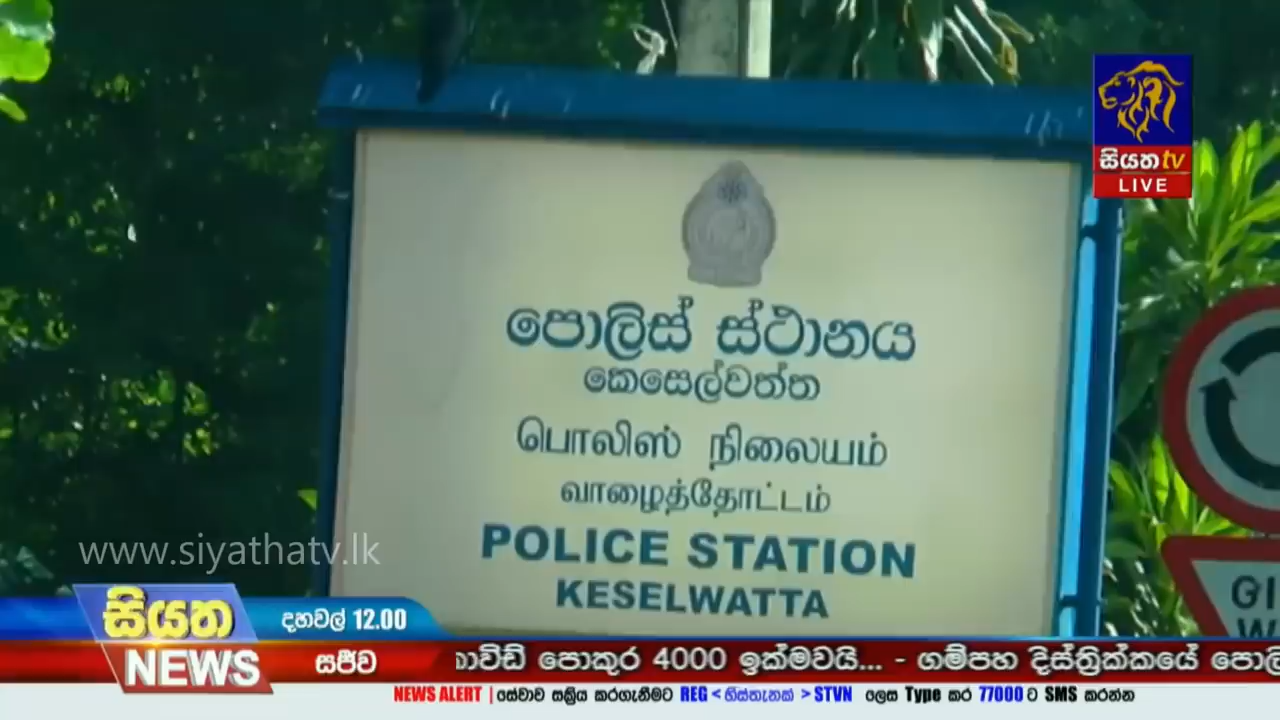 සියත tv
LIVE
පොලිස් ස්ථානය
කෙසෙල්වත්ත
பொலிஸ் நிலையம்
வாழைத்தோட்டம்
POLICE STATION
KESELWATTA
www.siyathatv.lk
සියත
NEWS
දහවල් 12.00
සජීව
කොවිඩ් පොකුර 4000 ඉක්මවයි... - ගම්පහ දිස්ත්‍රික්කයේ
NEWS ALERT | සේවාව සක්‍රිය කරගැනීමට REG < හිස්තැනක් > STVN ලෙස Type කර 77000 ට SMS කරන්න